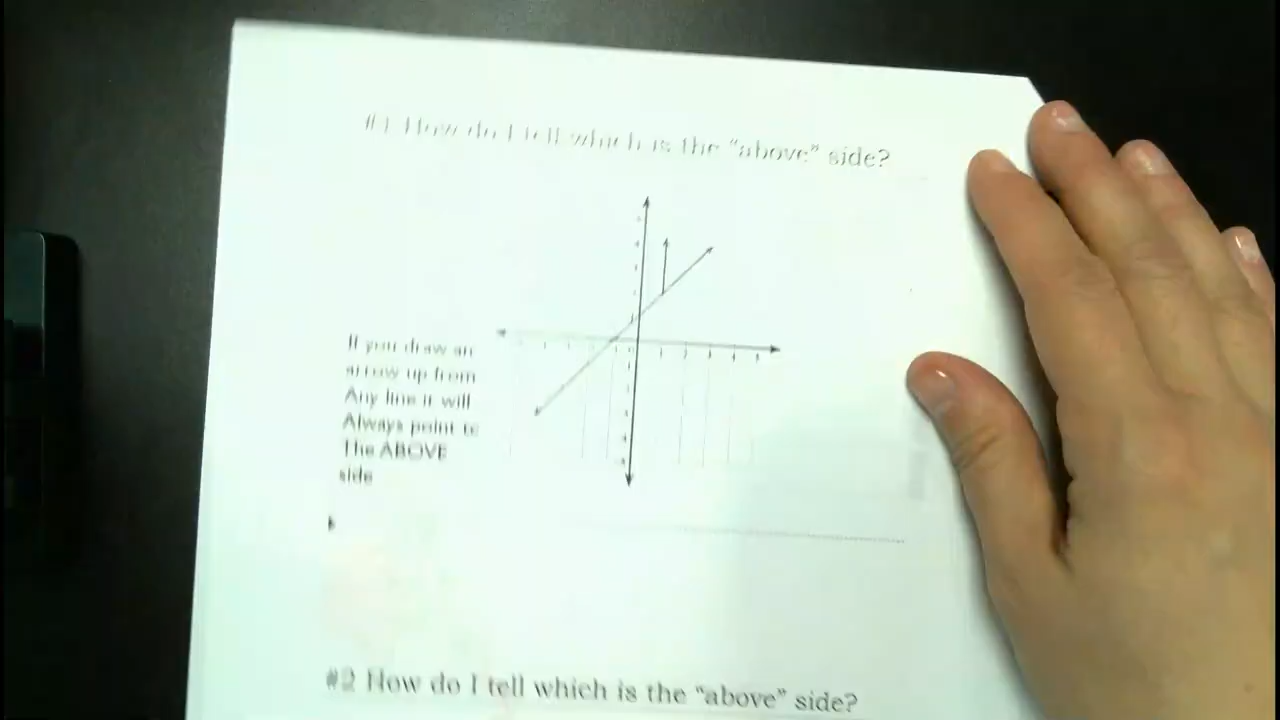 #1 How do I tell which is the "above" side?
If you draw an
arrow up from
Any line it will
Always point to
The ABOVE
side
#2 How do I tell which is the "above" side?